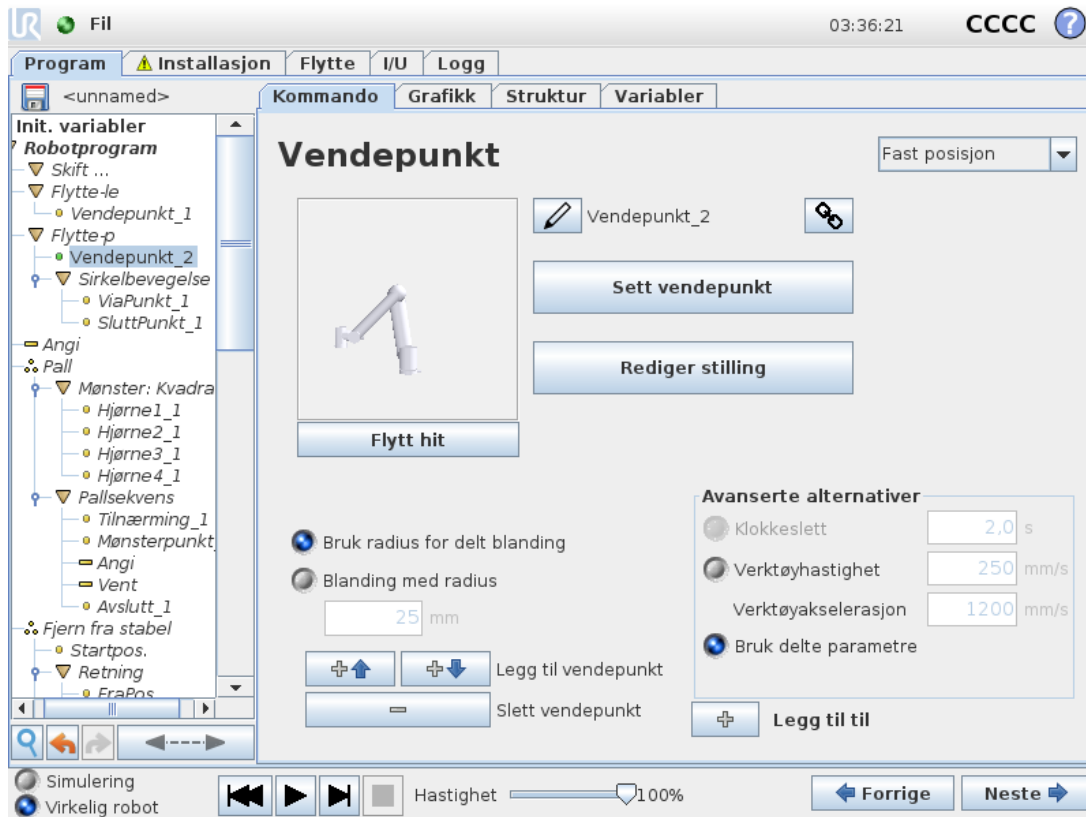 UR
Fil
03:36:21
CCCC
?
Program
Installasjon
Flytte
I/U
Logg
<unnamed>
Kommando
Grafikk
Struktur
Variabler
Init. variabler
Robotprogram
Skift ...
Flytte-le
Vendepunkt_1
Flytte-p
Vendepunkt_2
Sirkelbevegelse
ViaPunkt_1
SluttPunkt_1
Angi
Pall
Mønster: Kvadra
Hjørne1_1
Hjørne2_1
Hjørne3_1
Hjørne4_1
Pallsekvens
Tilnærming_1
Mønsterpunkt_
Angi
Vent
Avslutt_1
Fjern fra stabel
Startpos.
Retning
FraPos
Vendepunkt
Fast posisjon
Vendepunkt_2
Sett vendepunkt
Rediger stilling
Flytt hit
Bruk radius for delt blanding
Blanding med radius
25 mm
Legg til vendepunkt
Slett vendepunkt
Avanserte alternativer
Klokkeslett 2,0 s
Verktøyhastighet 250 mm/s
Verktøyakselerasjon 1200 mm/s
Bruk delte parametre
Legg til til
Simulering
Virkelig robot
Hastighet 100%
Forrige
Neste